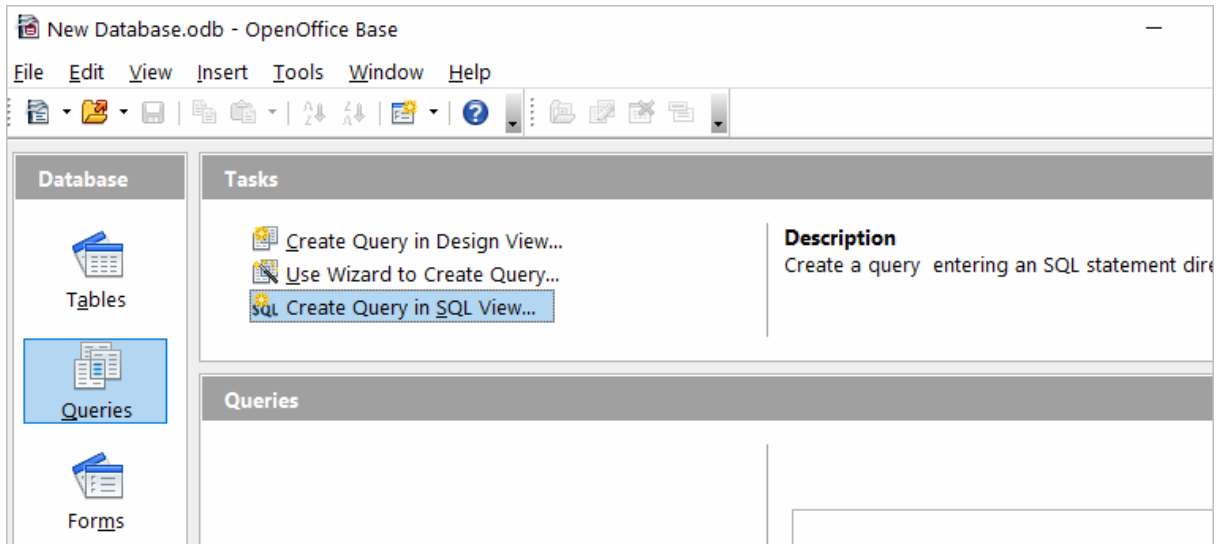 New Database.odb - OpenOffice Base
File Edit View Insert Tools Window Help
Database
Tasks
Create Query in Design View...
Use Wizard to Create Query...
SQL Create Query in SQL View...
Description
Create a query entering an SQL statement dire
Tables
Queries
Queries
Forms